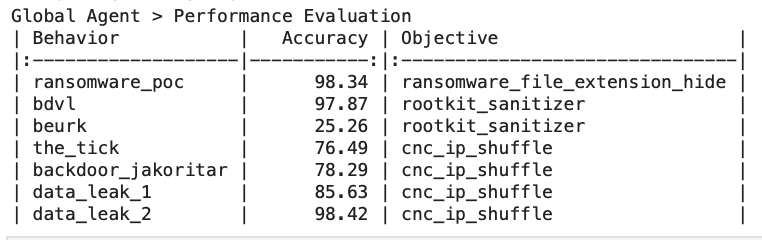 Global Agent > Performance Evaluation
| Behavior           |   Accuracy | Objective                      |
|:-------------------|-----------:|:-------------------------------|
| ransomware_poc     |      98.34 | ransomware_file_extension_hide |
| bdvl               |      97.87 | rootkit_sanitizer              |
| beurk              |      25.26 | rootkit_sanitizer              |
| the_tick           |      76.49 | cnc_ip_shuffle                 |
| backdoor_jakoritar |      78.29 | cnc_ip_shuffle                 |
| data_leak_1        |      85.63 | cnc_ip_shuffle                 |
| data_leak_2        |      98.42 | cnc_ip_shuffle                 |